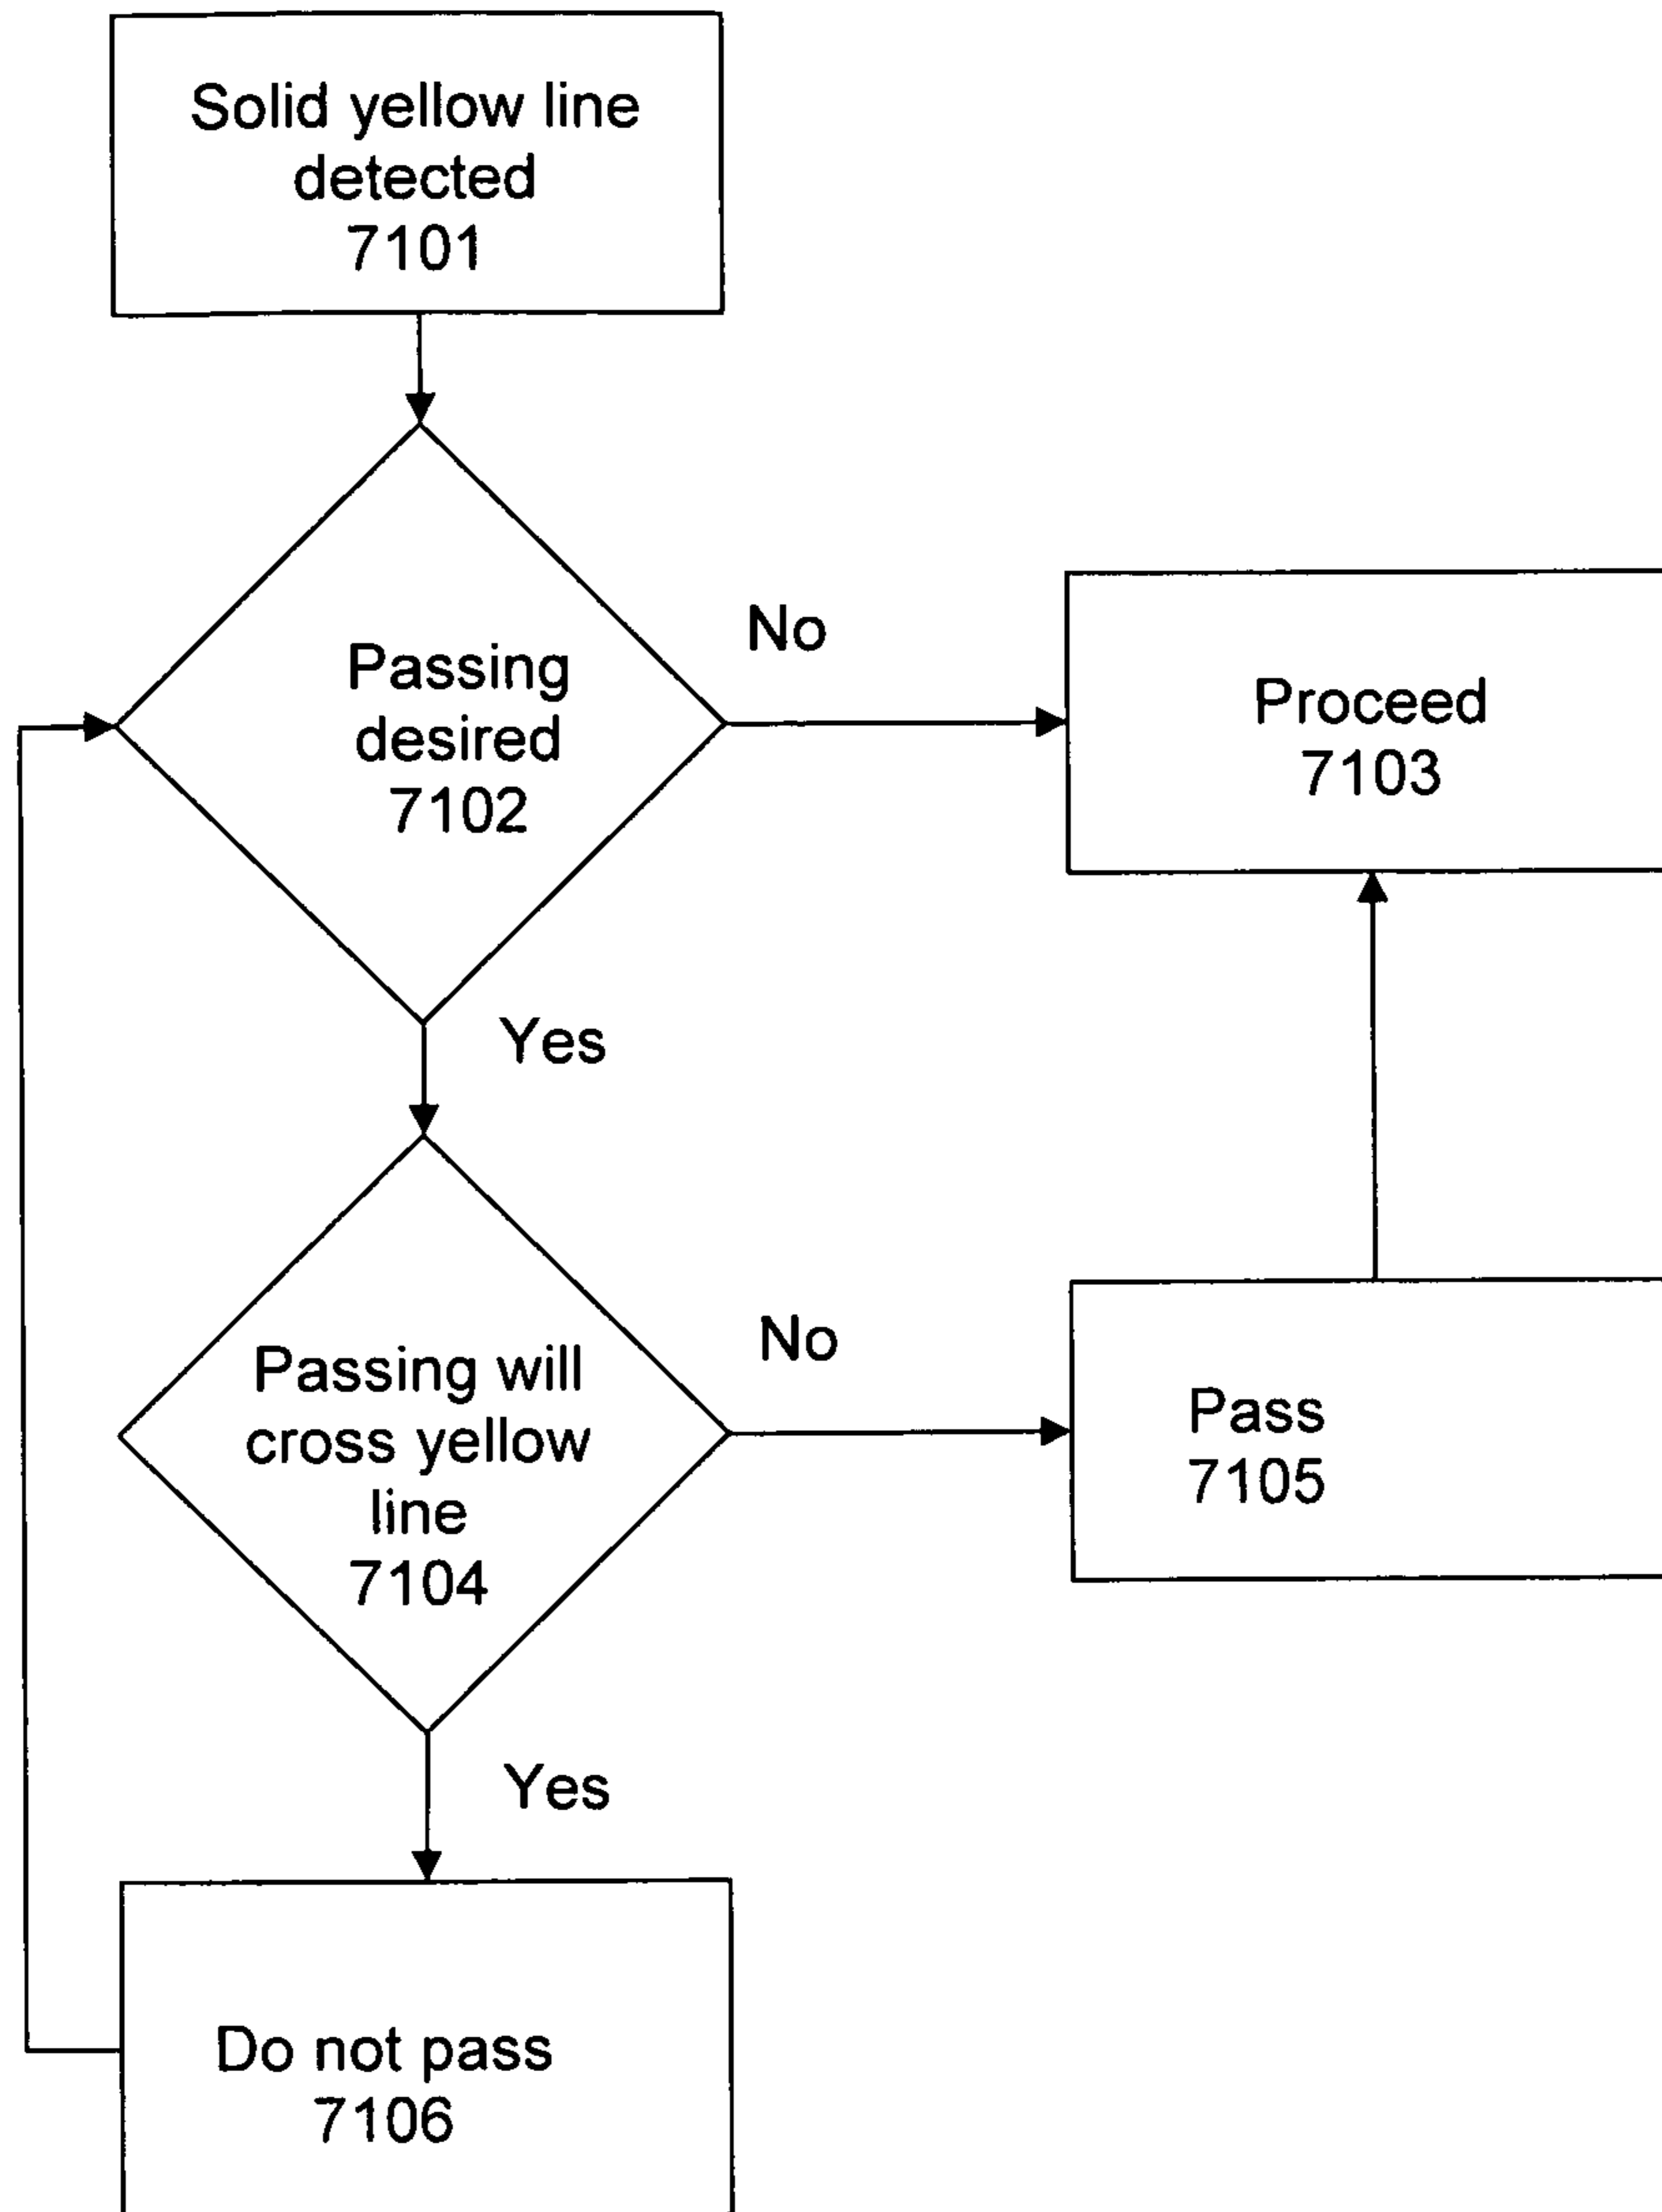 Solid yellow line
detected
7101
Passing
desired
7102
No
Proceed
7103
Yes
Passing will
cross yellow
line
7104
No
Pass
7105
Yes
Do not pass
7106